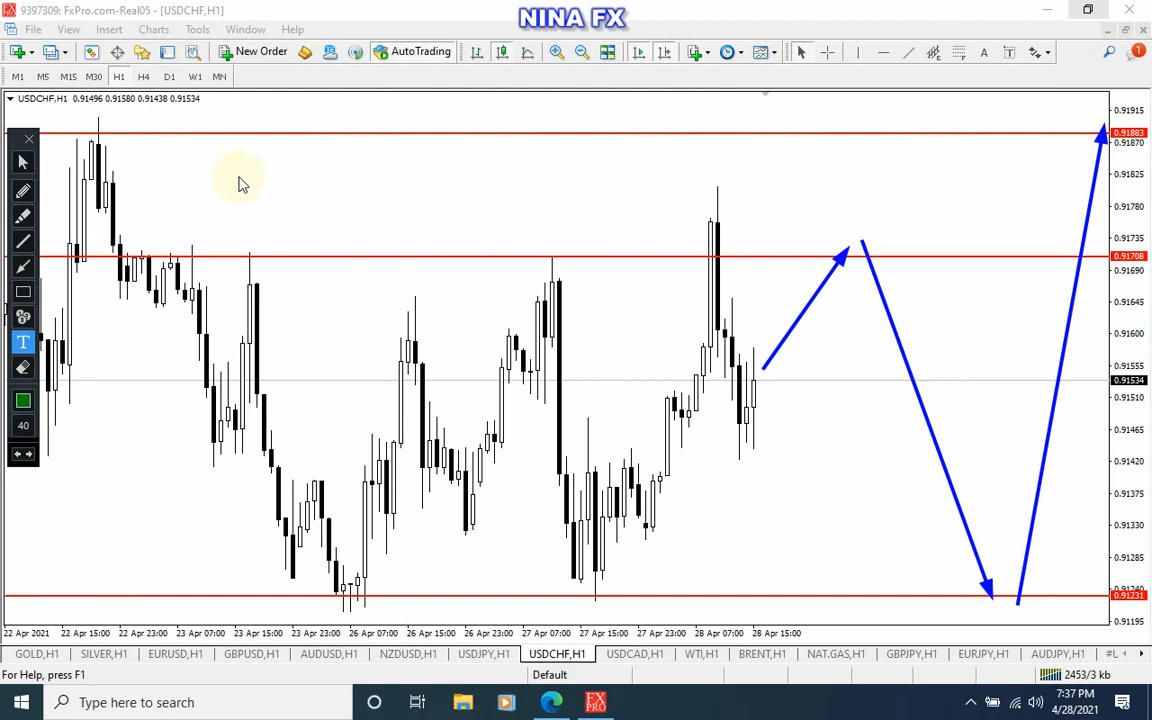 9397309: FxPro.com-Real05 - [USDCHF,H1]
NINA FX
File View Insert Charts Tools Window Help
New Order AutoTrading A T 1
M1 M5 M15 M30 H1 H4 D1 W1 MN
USDCHF,H1 0.91496 0.91580 0.91438 0.91534
0.91915
0.91883
0.91870
0.91825
0.91780
0.91735
0.91708
0.91690
0.91645
0.91600
0.91555
0.91534
0.91510
0.91465
0.91420
0.91375
0.91330
0.91285
0.91240
0.91231
0.91195
T
40
22 Apr 2021 22 Apr 15:00 22 Apr 23:00 23 Apr 07:00 23 Apr 15:00 23 Apr 23:00 26 Apr 07:00 26 Apr 15:00 26 Apr 23:00 27 Apr 07:00 27 Apr 15:00 27 Apr 23:00 28 Apr 07:00 28 Apr 15:00
GOLD,H1 SILVER,H1 EURUSD,H1 GBPUSD,H1 AUDUSD,H1 NZDUSD,H1 USDJPY,H1 USDCHF,H1 USDCAD,H1 WTI,H1 BRENT,H1 NAT.GAS,H1 GBPJPY,H1 EURJPY,H1 AUDJPY,H1 #U
For Help, press F1 Default 2453/3 kb
Type here to search FX PRO 7:37 PM
4/28/2021